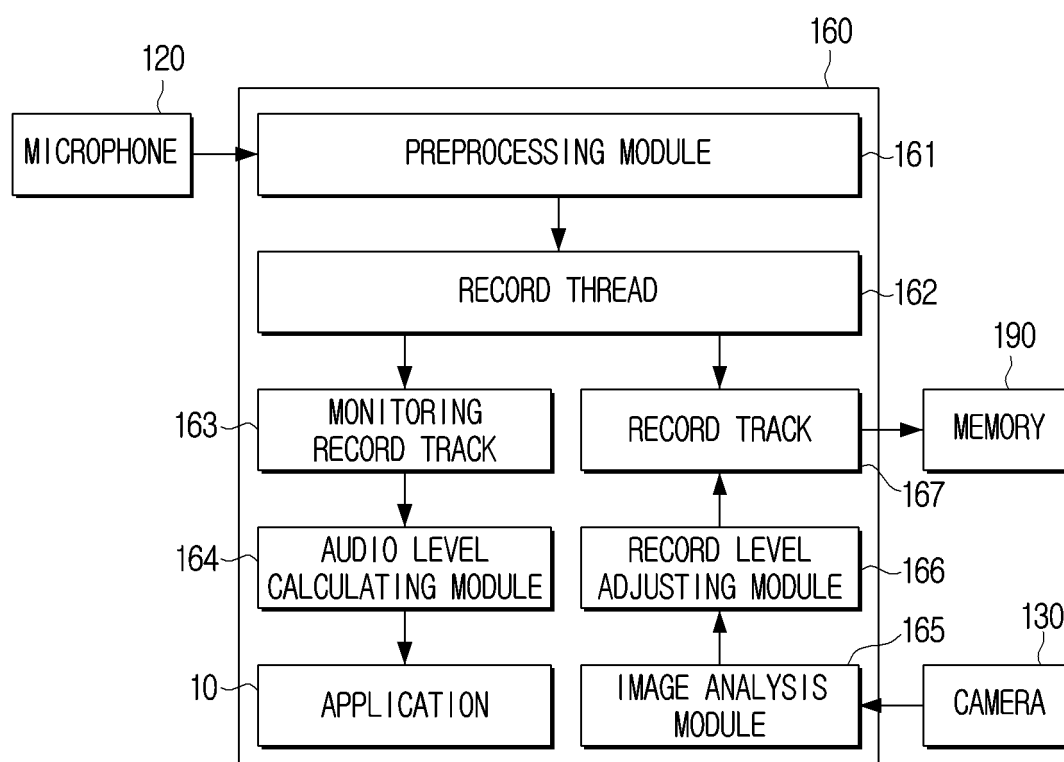 120
160
MICROPHONE
PREPROCESSING MODULE
161
RECORD THREAD
162
190
163
MONITORING
RECORD TRACK
RECORD TRACK
MEMORY
167
164
AUDIO LEVEL
CALCULATING MODULE
RECORD LEVEL
ADJUSTING MODULE
166
165
130
10
APPLICATION
IMAGE ANALYSIS
MODULE
CAMERA